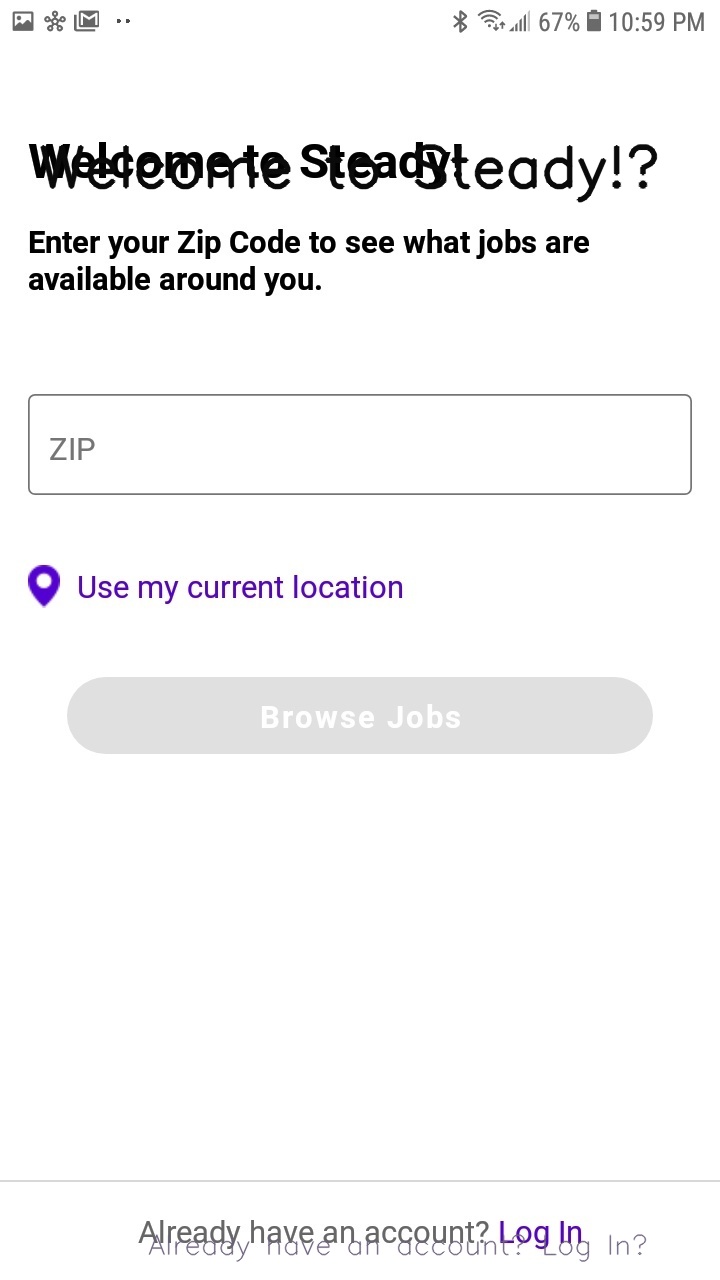 67% 10:59 PM
Welcome to Steady!
Welcome to Steady!?
Enter your Zip Code to see what jobs are
available around you.
ZIP
Use my current location
Browse Jobs
Already have an account? Log In
Already have an account? Log In?